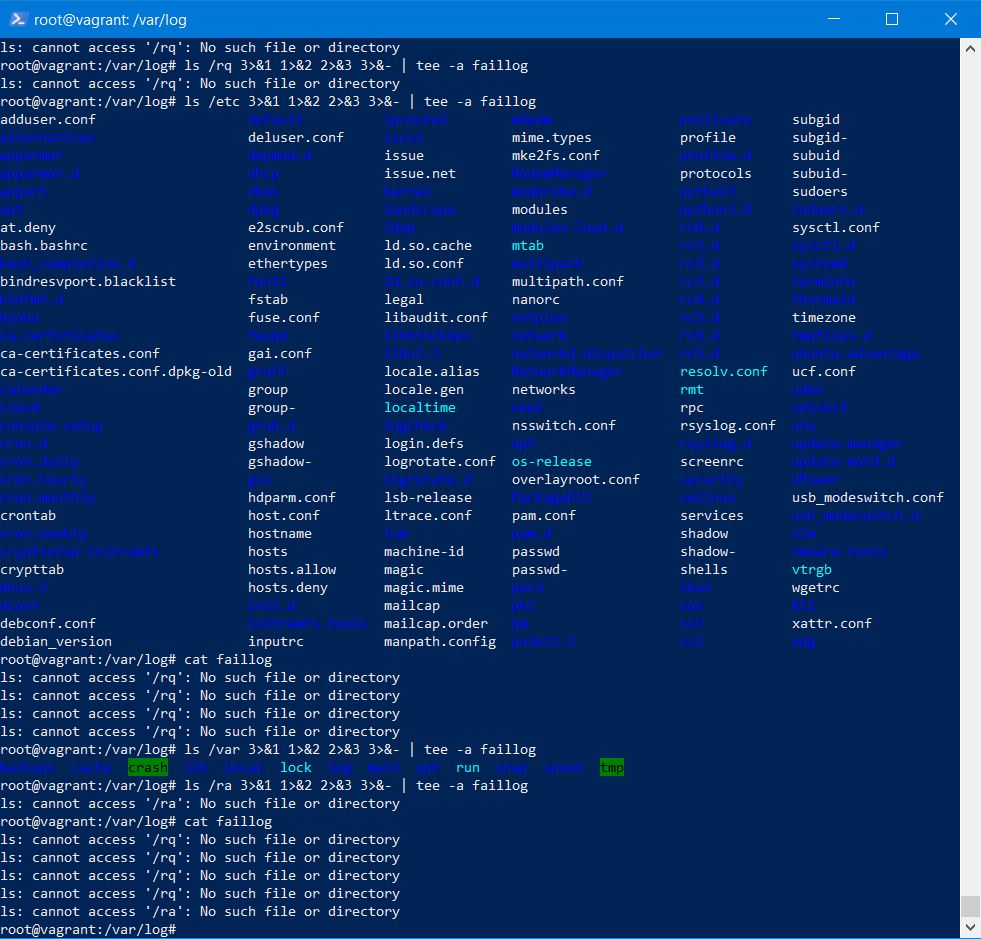 root@vagrant: /var/log
ls: cannot access '/rq': No such file or directory
root@vagrant:/var/log# ls /rq 3>&1 1>&2 2>&3 3>&- | tee -a faillog
ls: cannot access '/rq': No such file or directory
root@vagrant:/var/log# ls /etc 3>&1 1>&2 2>&3 3>&- | tee -a faillog
adduser.conf default iproute2 mdadm pollinate subgid
alternatives deluser.conf iscsi mime.types profile subgid-
apparmor depmod.d issue mke2fs.conf profile.d subuid
apparmor.d dhcp issue.net ModemManager protocols subuid-
apport dkms kernel modprobe.d python3 sudoers
apt dpkg landscape modules python3.8 sudoers.d
at.deny e2scrub.conf ldap modules-load.d rc0.d sysctl.conf
bash.bashrc environment ld.so.cache mtab rc1.d sysctl.d
bash_completion.d ethertypes ld.so.conf multipath rc2.d systemd
bindresvport.blacklist fonts ld.so.conf.d multipath.conf rc3.d terminfo
binfmt.d fstab legal nanorc rc4.d thermald
byobu fuse.conf libaudit.conf netplan rc5.d timezone
ca-certificates fwupd libblockdev network rc6.d tmpfiles.d
ca-certificates.conf gai.conf libnl-3 networkd-dispatcher rcS.d ubuntu-advantage
ca-certificates.conf.dpkg-old groff locale.alias NetworkManager resolv.conf ucf.conf
calendar group locale.gen networks rmt udev
cloud group- localtime newt rpc udisks2
console-setup grub.d logcheck nsswitch.conf rsyslog.conf ufw
cron.d gshadow login.defs opt rsyslog.d update-manager
cron.daily gshadow- logrotate.conf os-release screenrc update-motd.d
cron.hourly gss logrotate.d overlayroot.conf security UPower
cron.monthly hdparm.conf lsb-release PackageKit selinux usb_modeswitch.conf
crontab host.conf ltrace.conf pam.conf services usb_modeswitch.d
cron.weekly hostname lvm pam.d shadow vim
cryptsetup-initramfs hosts machine-id passwd shadow- vmware-tools
crypttab hosts.allow magic passwd- shells vtrgb
dbus-1 hosts.deny magic.mime perl skel wgetrc
dconf init.d mailcap pki sos X11
debconf.conf initramfs-tools mailcap.order pm ssh xattr.conf
debian_version inputrc manpath.config polkit-1 ssl xdg
root@vagrant:/var/log# cat faillog
ls: cannot access '/rq': No such file or directory
ls: cannot access '/rq': No such file or directory
ls: cannot access '/rq': No such file or directory
ls: cannot access '/rq': No such file or directory
root@vagrant:/var/log# ls /var 3>&1 1>&2 2>&3 3>&- | tee -a faillog
backups cache crash lib local lock log mail opt run snap spool tmp
root@vagrant:/var/log# ls /ra 3>&1 1>&2 2>&3 3>&- | tee -a faillog
ls: cannot access '/ra': No such file or directory
root@vagrant:/var/log# cat faillog
ls: cannot access '/rq': No such file or directory
ls: cannot access '/rq': No such file or directory
ls: cannot access '/rq': No such file or directory
ls: cannot access '/rq': No such file or directory
ls: cannot access '/ra': No such file or directory
root@vagrant:/var/log#